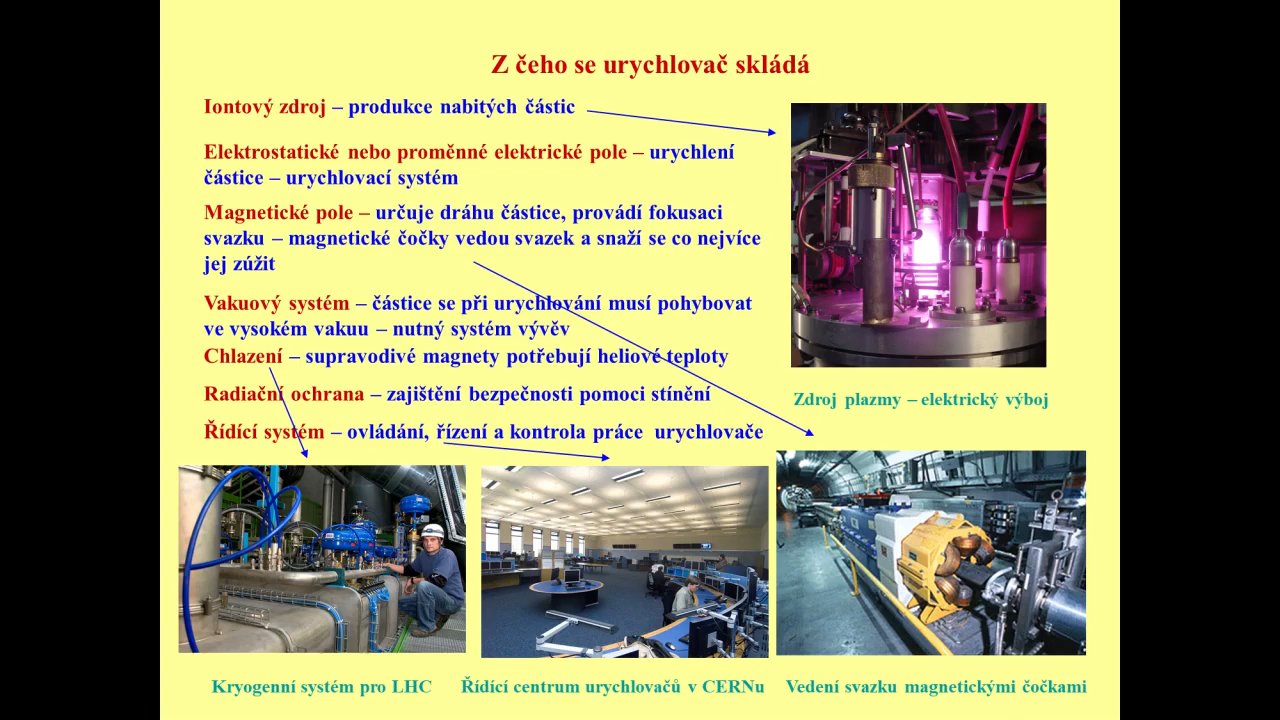 Z čeho se urychlovač skládá
Iontový zdroj – produkce nabitých částic
Elektrostatické nebo proměnné elektrické pole – urychlení
částice – urychlovací systém
Magnetické pole – určuje dráhu částice, provádí fokusaci
svazku – magnetické čočky vedou svazek a snaží se co nejvíce
jej zúžit
Vakuový systém – částice se při urychlování musí pohybovat
ve vysokém vakuu – nutný systém vývěv
Chlazení – supravodivé magnety potřebují heliové teploty
Radiační ochrana – zajištění bezpečnosti pomoci stínění
Řídící systém – ovládání, řízení a kontrola práce urychlovače
Zdroj plazmy – elektrický výboj
Kryogenní systém pro LHC
Řídící centrum urychlovačů v CERNu
Vedení svazku magnetickými čočkami